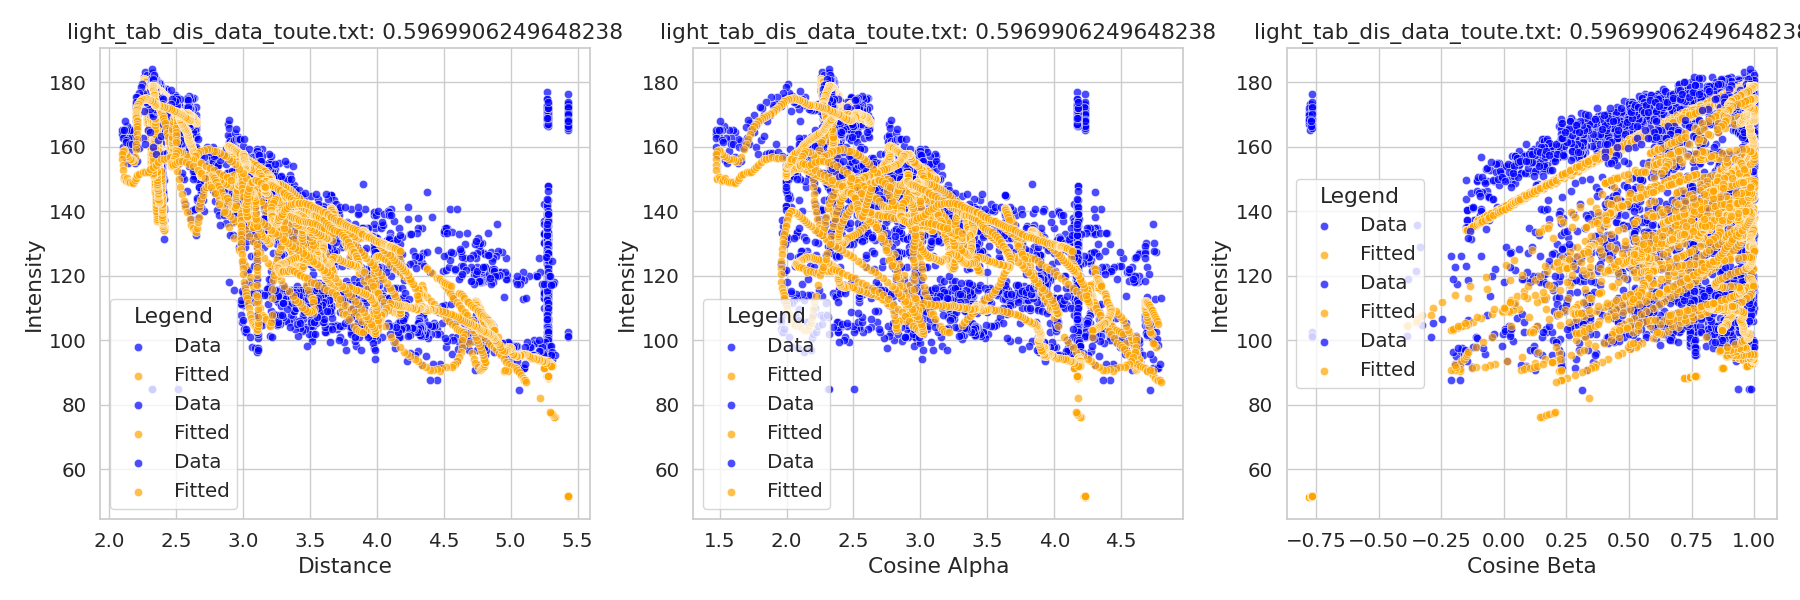 light_tab_dis_data_toute.txt: 0.5969906249648238
180
160
140
120
100
80
60
Intensity
Legend
Data
Fitted
Data
Fitted
Data
Fitted
2.0 2.5 3.0 3.5 4.0 4.5 5.0 5.5
Distance
light_tab_dis_data_toute.txt: 0.5969906249648238
180
160
140
120
100
80
60
Intensity
Legend
Data
Fitted
Data
Fitted
Data
Fitted
1.5 2.0 2.5 3.0 3.5 4.0 4.5
Cosine Alpha
light_tab_dis_data_toute.txt: 0.5969906249648238
180
160
140
120
100
80
60
Intensity
Legend
Data
Fitted
Data
Fitted
Data
Fitted
−0.75 −0.50 −0.25 0.00 0.25 0.50 0.75 1.00
Cosine Beta